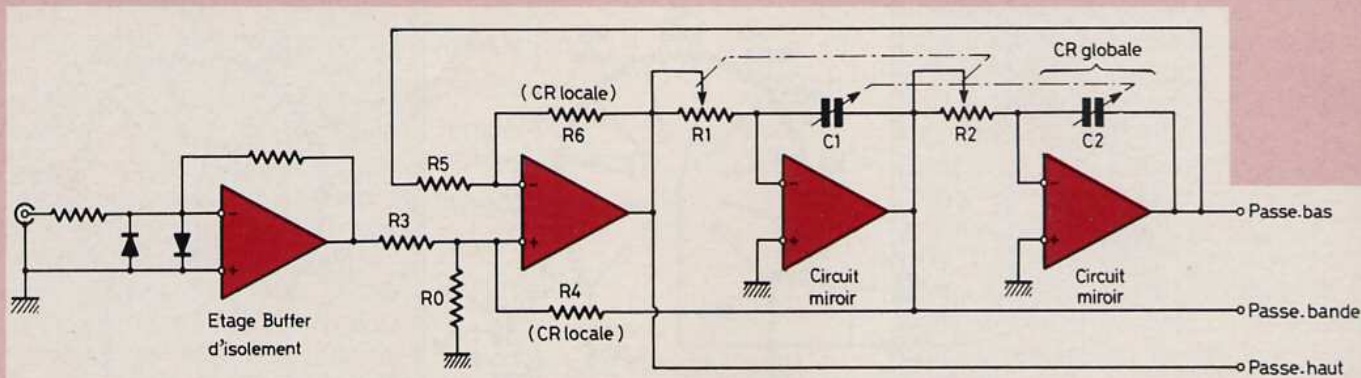 CR globale
(CR locale)
R6
R1
C1
R2
C2
R5
-
-
-
Passe.bas
-
R3
+
+
+
+
R0
R4
(CR locale)
Circuit
miroir
Circuit
miroir
Etage Buffer
d'isolement
Passe.bande
Passe.haut